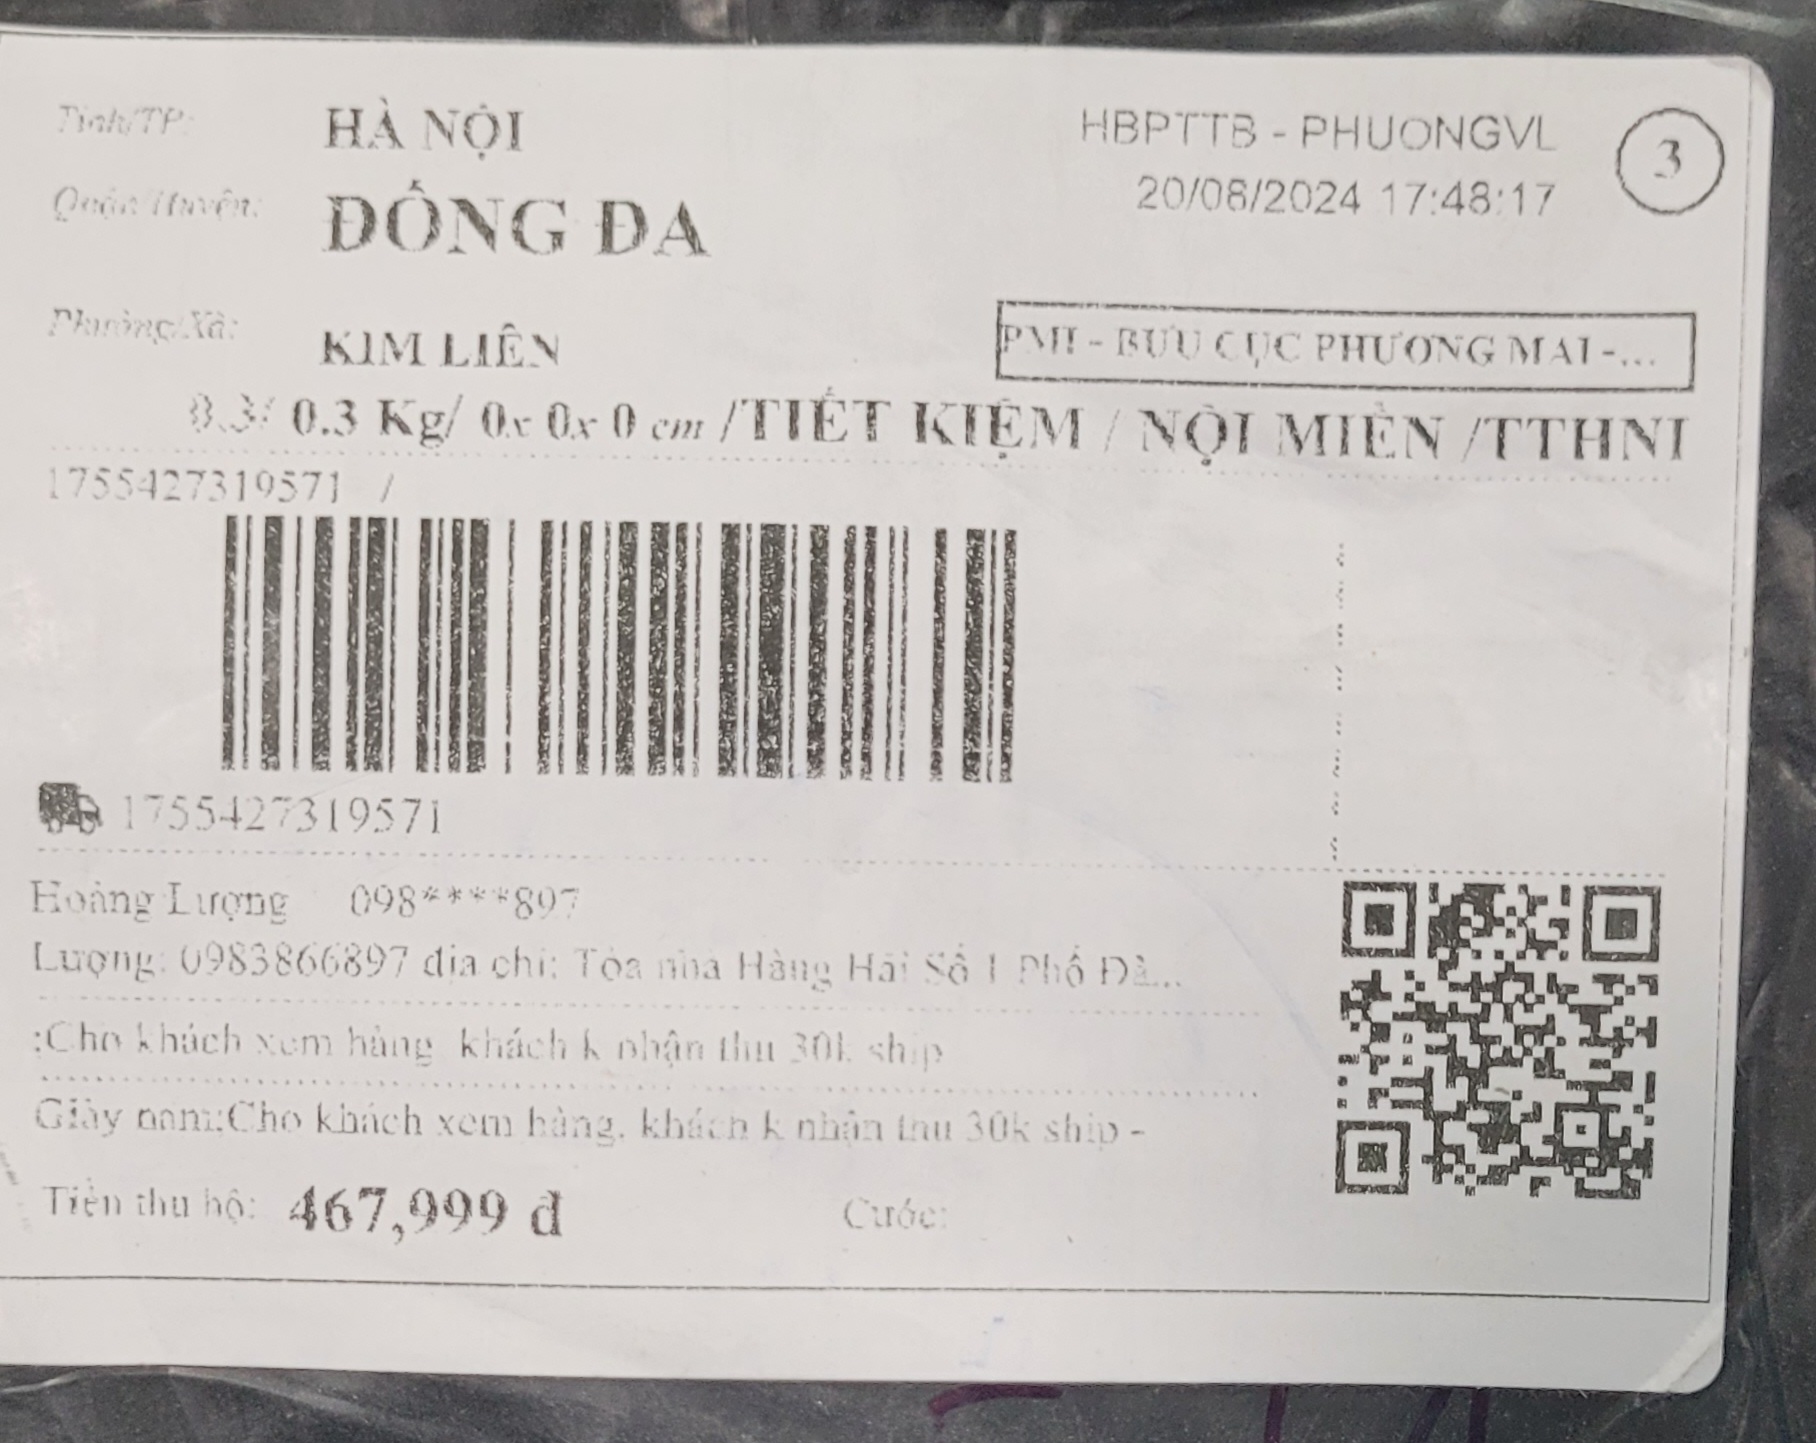 Tỉnh/TP: HÀ NỘI
HBPTTB - PHUONGVL
20/08/2024 17:48:17
3
Quận/Huyện: ĐỐNG ĐA
Phường/Xã: KIM LIÊN
PMI - BƯU CỤC PHƯƠNG MAI -...
0.3/ 0.3 Kg/ 0x 0x 0 cm /TIẾT KIỆM / NỘI MIỀN /TTHNI
1755427319571 /
1755427319571
Hoàng Lượng 098****897
Lượng: 0983866897 địa chỉ: Tòa nhà Hàng Hải Số 1 Phố Đà...
:Cho khách xem hàng khách k nhận thu 30k ship
Giày nam:Cho khách xem hàng. khách k nhận thu 30k ship -
Tiền thu hộ: 467,999 đ Cước: